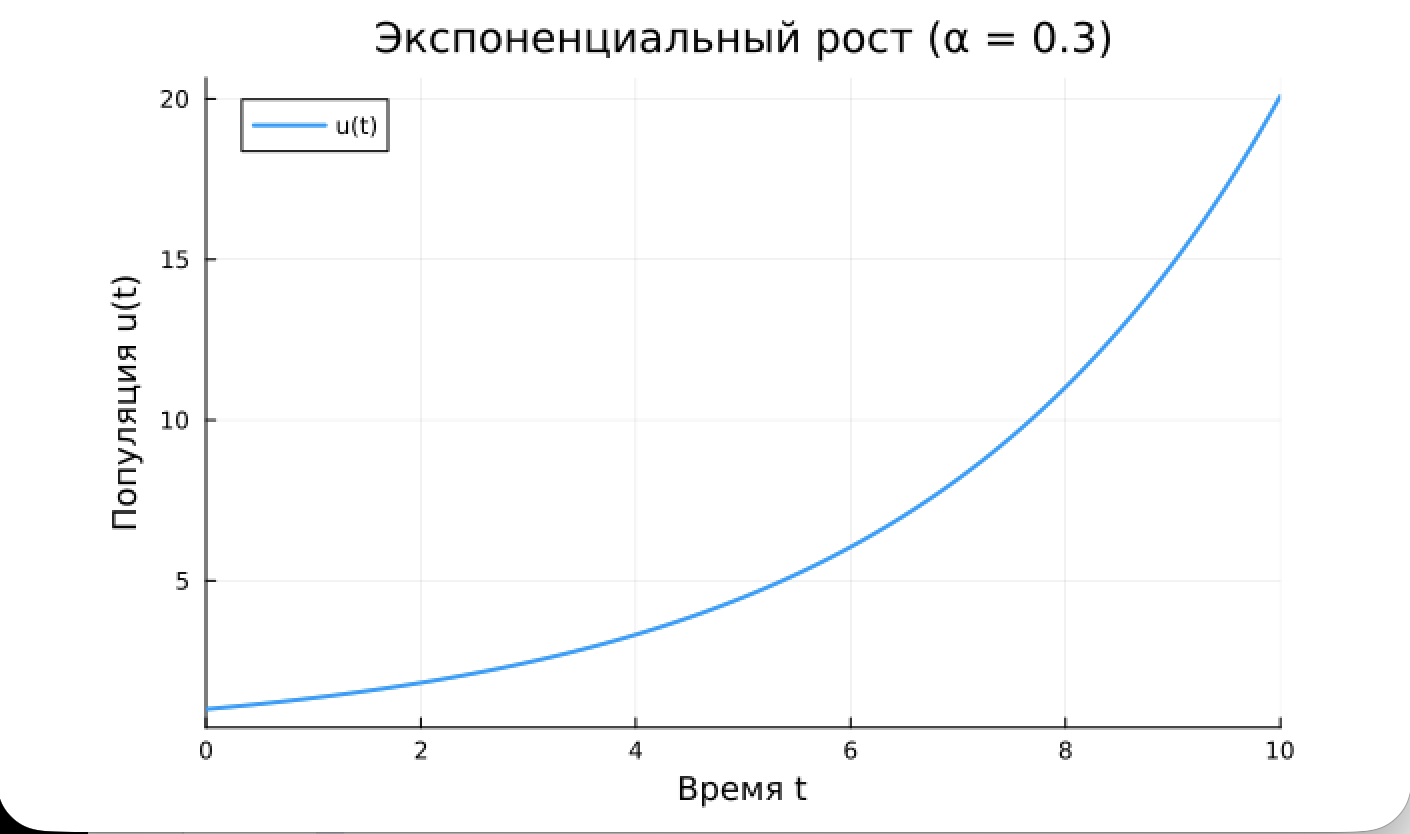 Экспоненциальный рост (α = 0.3)
u(t)
20
15
10
5
Популяция u(t)
0 2 4 6 8 10
Время t